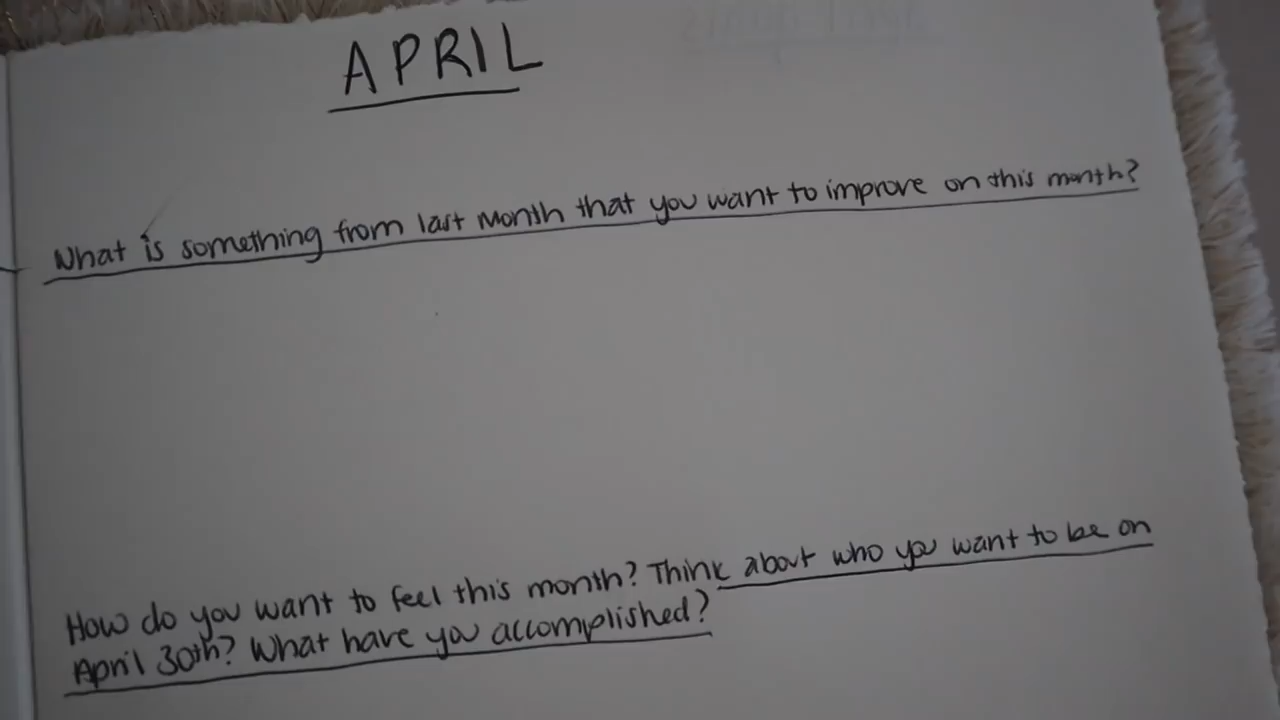 APRIL
What is something from last month that you want to improve on this month?
How do you want to feel this month? Think about who you want to be on
April 30th? What have you accomplished?